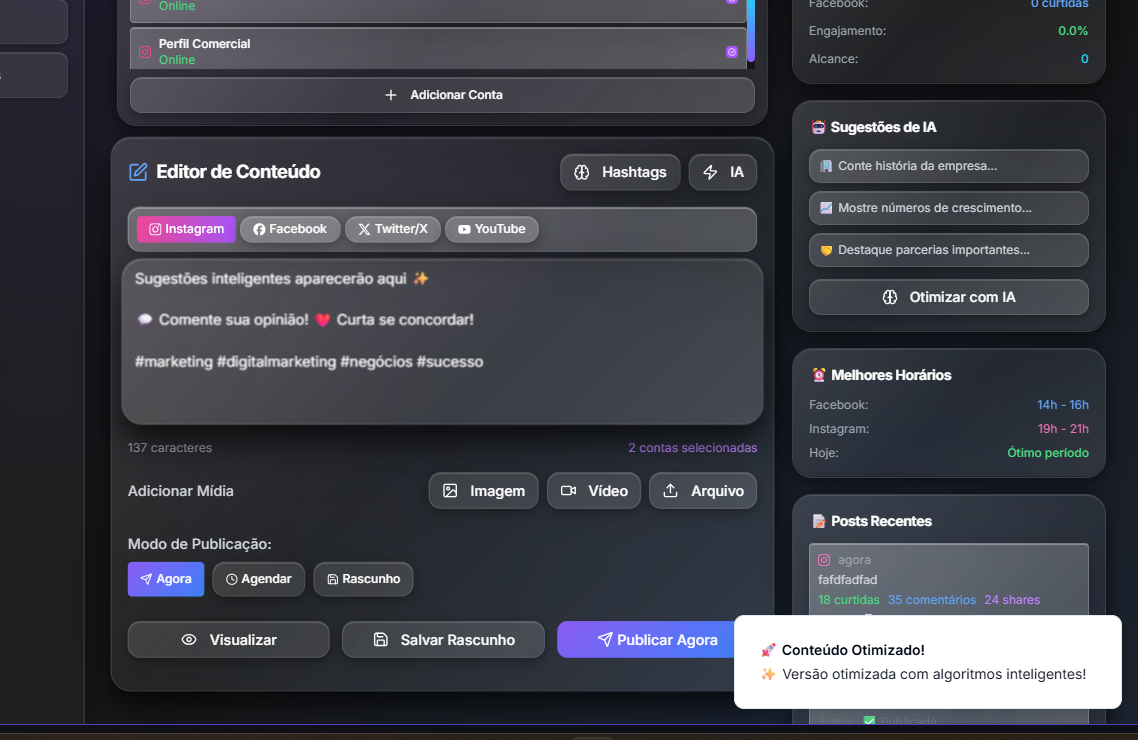 Online
Perfil Comercial
Online
Adicionar Conta
Editor de Conteúdo
Hashtags
IA
Instagram
Facebook
Twitter/X
YouTube
Sugestões inteligentes aparecerão aqui ✨
💬 Comente sua opinião! ❤️ Curta se concordar!
#marketing #digitalmarketing #negócios #sucesso
137 caracteres
2 contas selecionadas
Adicionar Mídia
Imagem
Vídeo
Arquivo
Modo de Publicação:
Agora
Agendar
Rascunho
Visualizar
Salvar Rascunho
Publicar Agora
Facebook: 0 curtidas
Engajamento: 0.0%
Alcance: 0
Sugestões de IA
Conte história da empresa...
Mostre números de crescimento...
Destaque parcerias importantes...
Otimizar com IA
Melhores Horários
Facebook: 14h - 16h
Instagram: 19h - 21h
Hoje: Ótimo período
Posts Recentes
agora
fafdfadfad
18 curtidas 35 comentários 24 shares
🚀 Conteúdo Otimizado!
✨ Versão otimizada com algoritmos inteligentes!
Status: ✅ Publicado